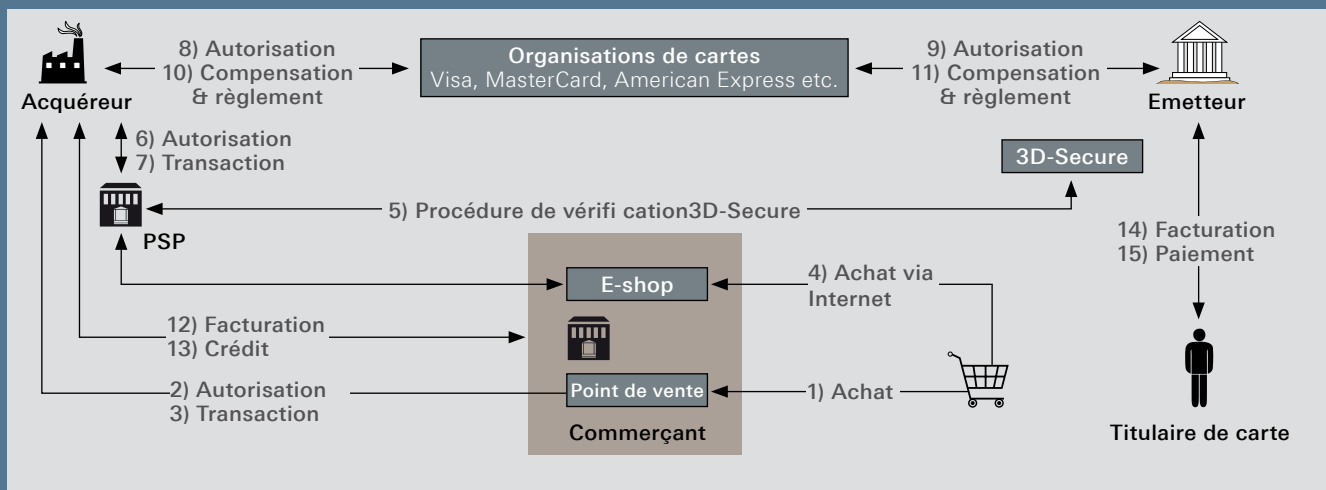 8) Autorisation
10) Compensation
& règlement
Organisations de cartes
Visa, MasterCard, American Express etc.
9) Autorisation
11) Compensation
& règlement
Acquéreur
Emetteur
6) Autorisation
7) Transaction
3D-Secure
5) Procédure de vérifi cation3D-Secure
PSP
14) Facturation
15) Paiement
E-shop
4) Achat via
Internet
12) Facturation
13) Crédit
2) Autorisation
3) Transaction
Point de vente
1) Achat
Commerçant
Titulaire de carte